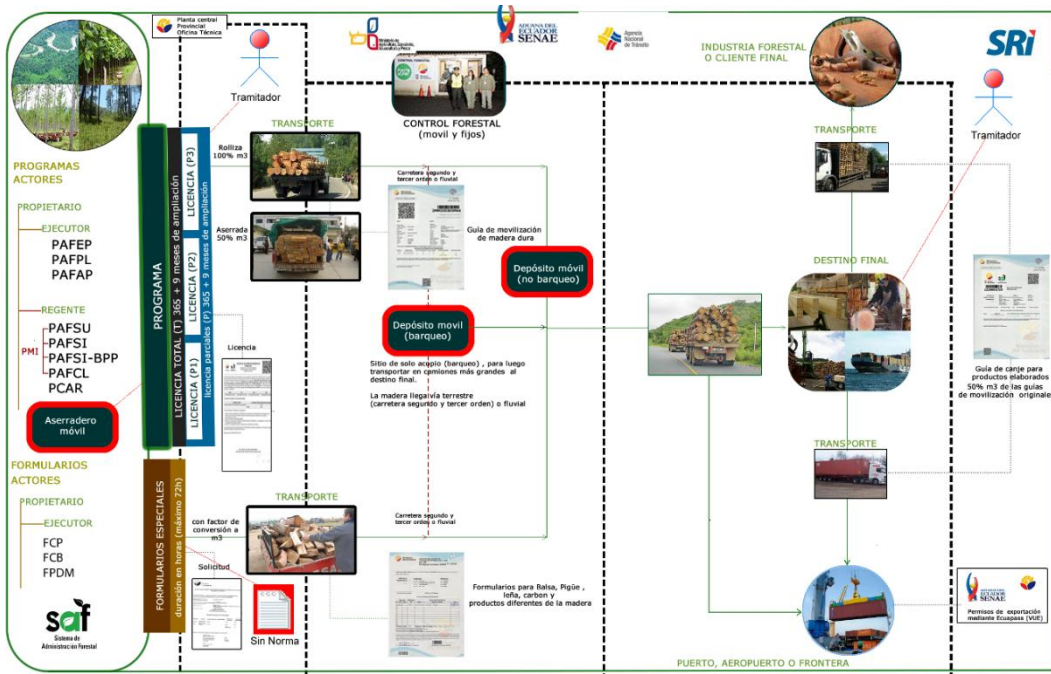 Planta central
Provincial
Oficina Técnica
Tramitador
ADUANA DEL
ECUADOR
SENAE
Agencia
Nacional
de Tránsito
INDUSTRIA FORESTAL
O CLIENTE FINAL
SRi
CONTROL FORESTAL
(movil y fijos)
Tramitador
PROGRAMAS
ACTORES
PROPIETARIO
EJECUTOR
PAFEP
PAFPL
PAFAP
REGENTE
PMI
PAFSU
PAFSI
PAFSI-BPP
PAFCL
PCAR
Aserradero
móvil
FORMULARIOS
ACTORES
PROPIETARIO
EJECUTOR
FCP
FCB
FPDM
saf
Sistema de
Administración Forestal
PROGRAMA
LICENCIA TOTAL (T) 365 + 9 meses de ampliación
licencia parciales (P) 365 + 9 meses de ampliación
LICENCIA (P3)
LICENCIA (P2)
LICENCIA (P1)
FORMULARIOS ESPECIALES
duración en horas (máximo 72h)
TRANSPORTE
Rolliza
100% m3
Aserrada
50% m3
Licencia
Carretera segundo y
tercer orden o fluvial
Guía de movilización
de madera dura
Depósito móvil
(no barqueo)
Depósito movil
(barqueo)
Sitio de solo acopio (barqueo) , para luego
transportar en camiones más grandes al
destino final.
La madera llegaívía terrestre
(carretera segundo y tercer orden) o fluvial
TRANSPORTE
con factor de
conversión a
m3
Solicitud
Sin Norma
Carretera segundo y
tercer orden o fluvial
Formularios para Balsa, Pigüe ,
leña, carbon y
productos diferentes de la madera
TRANSPORTE
DESTINO FINAL
TRANSPORTE
Guía de canje para
productos elaborados
50% m3 de las guias
de movilización originale
ADUANA DEL
ECUADOR
SENAE
Permisos de exportación
mediante Ecuapass (VUE)
PUERTO, AEROPUERTO O FRONTERA